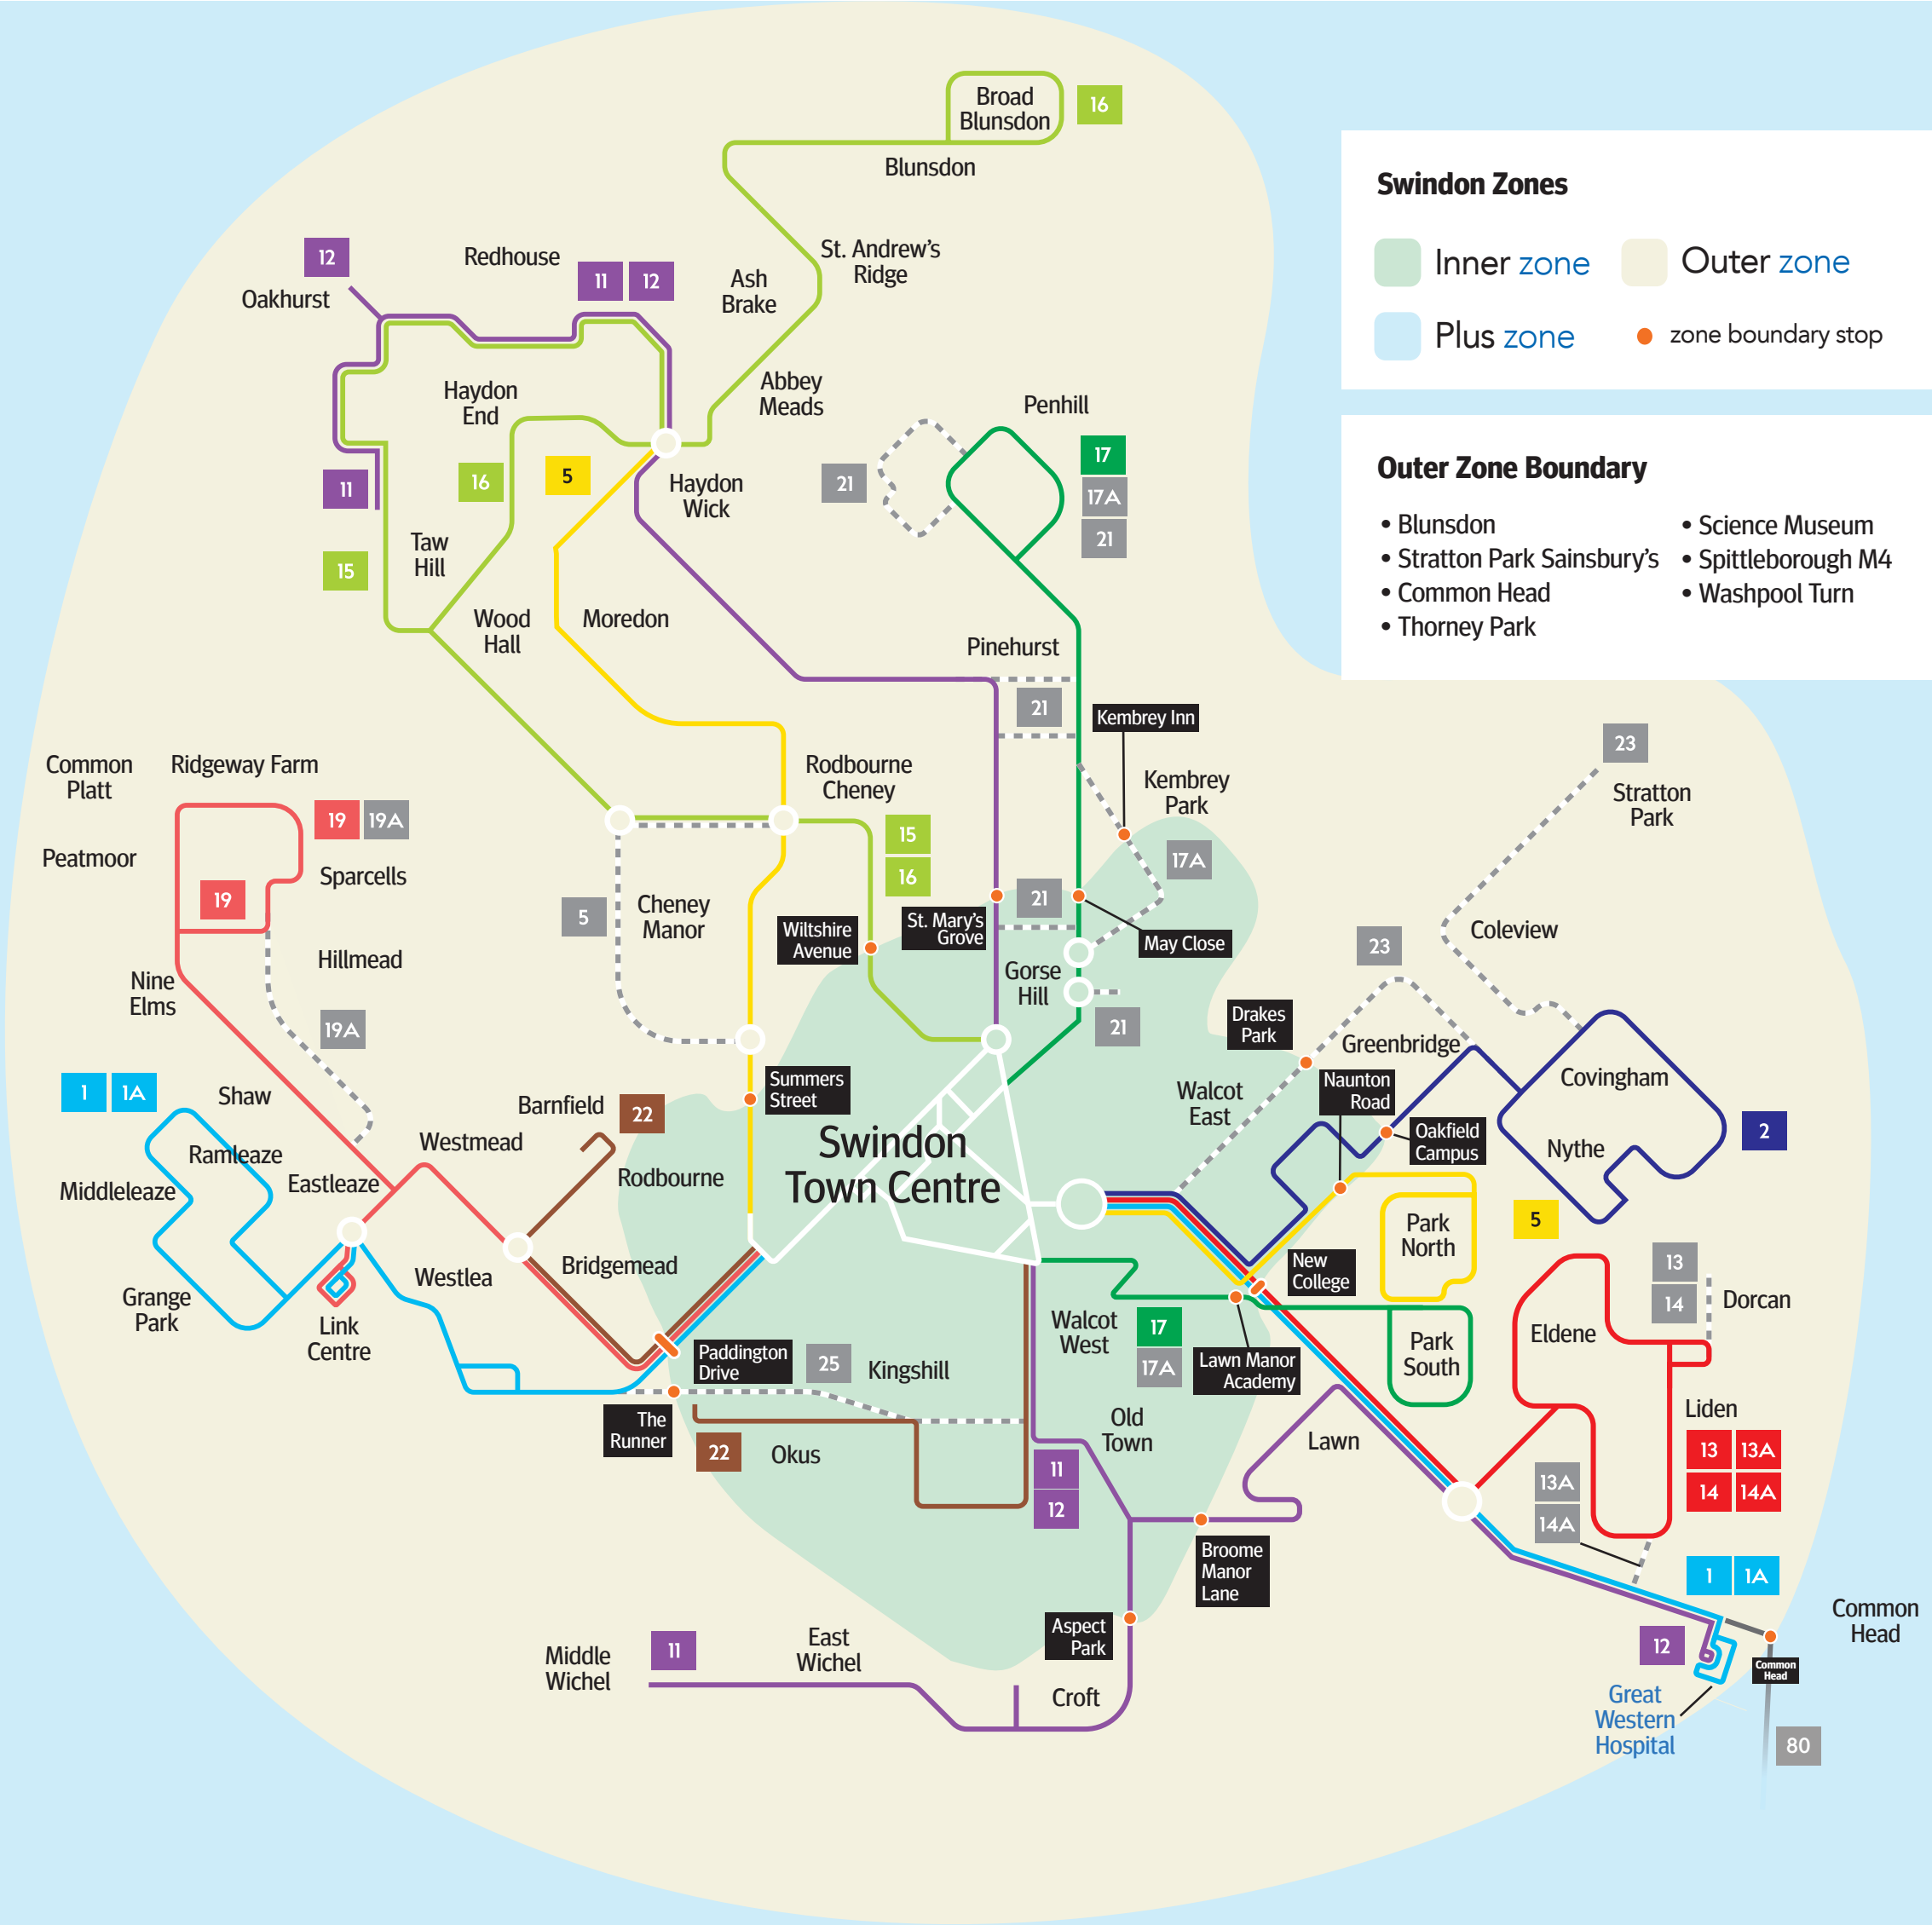 Broad
Blunsdon
16
Blunsdon
Swindon Zones
Inner zone
Outer zone
Plus zone
zone boundary stop
Outer Zone Boundary
• Blunsdon
• Stratton Park Sainsbury's
• Common Head
• Thorney Park
• Science Museum
• Spittleborough M4
• Washpool Turn
12
Oakhurst
Redhouse
11 12
Ash
Brake
St. Andrew's
Ridge
Haydon
End
Abbey
Meads
Penhill
11
16
5
Haydon
Wick
21
17
17A
21
15
Taw
Hill
Wood
Hall
Moredon
Pinehurst
21
Kembrey Inn
Kembrey
Park
17A
23
Stratton
Park
Common
Platt
Ridgeway Farm
19 19A
Peatmoor
Sparcells
19
Rodbourne
Cheney
15
16
5
Cheney
Manor
Wiltshire
Avenue
St. Mary's
Grove
21
May Close
23
Coleview
Hillmead
Nine
Elms
19A
Gorse
Hill
21
Drakes
Park
Greenbridge
Naunton
Road
Covingham
1 1A
Shaw
Barnfield
22
Summers
Street
Walcot
East
Oakfield
Campus
Nythe
2
Westmead
Ramleaze
Swindon
Town Centre
Middleleaze
Eastleaze
Rodbourne
Park
North
5
Grange
Park
Westlea
Bridgemead
New
College
13
14
Dorcan
Link
Centre
Paddington
Drive
25
Kingshill
Walcot
West
17
17A
Lawn Manor
Academy
Park
South
Eldene
The
Runner
22
Okus
Old
Town
11
12
Lawn
Liden
13 13A
14 14A
13A
14A
Broome
Manor
Lane
1 1A
Aspect
Park
Common
Head
12
Common
Head
Middle
Wichel
11
East
Wichel
Croft
Great
Western
Hospital
80